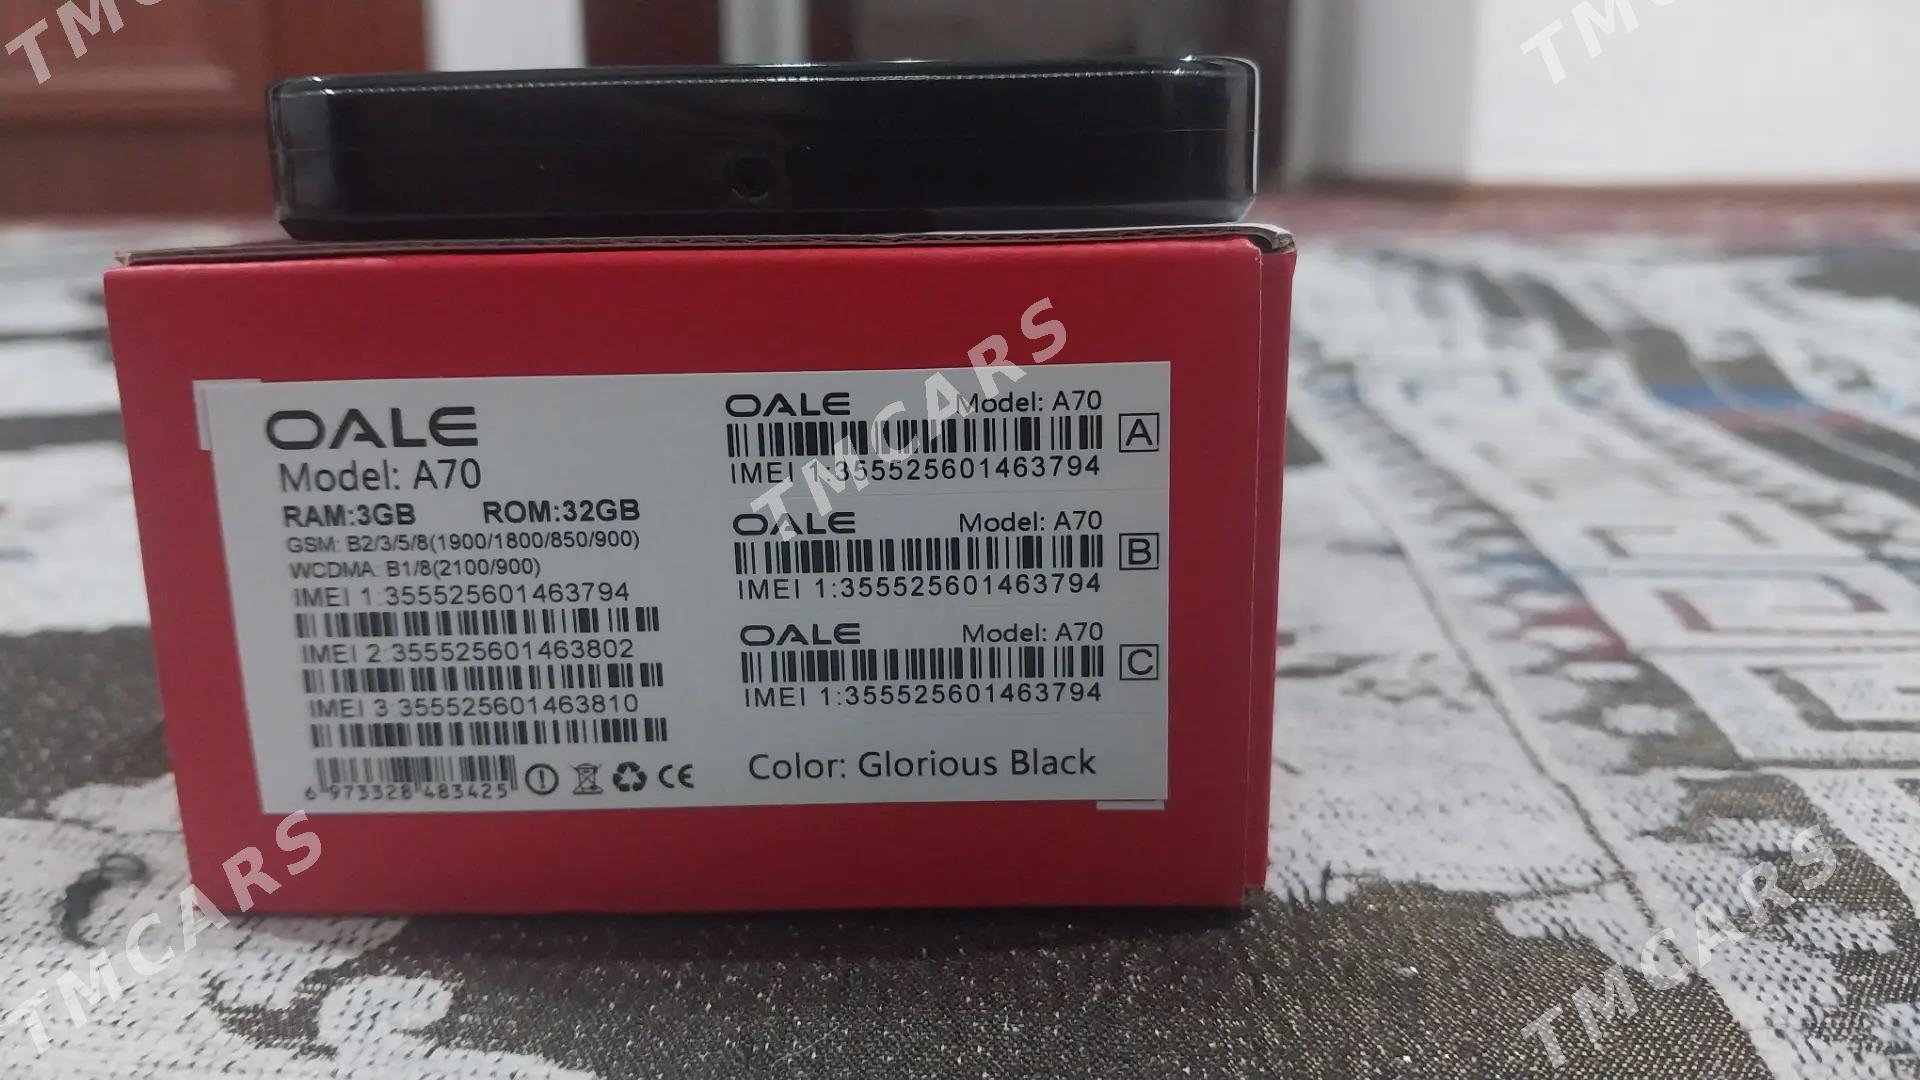 OALE
Model: A70
RAM:3GB ROM:32GB
GSM: B2/3/5/8(1900/1800/850/900)
WCDMA: B1/8(2100/900)
IMEI 1:355525601463794
IMEI 2:355525601463802
IMEI 3:355525601463810
6 973328 483425
CE
OALE Model: A70
A
IMEI 1:355525601463794
OALE Model: A70
B
IMEI 1:355525601463794
OALE Model: A70
C
IMEI 1:355525601463794
Color: Glorious Black
TMCARS
TMCARS
TMCARS